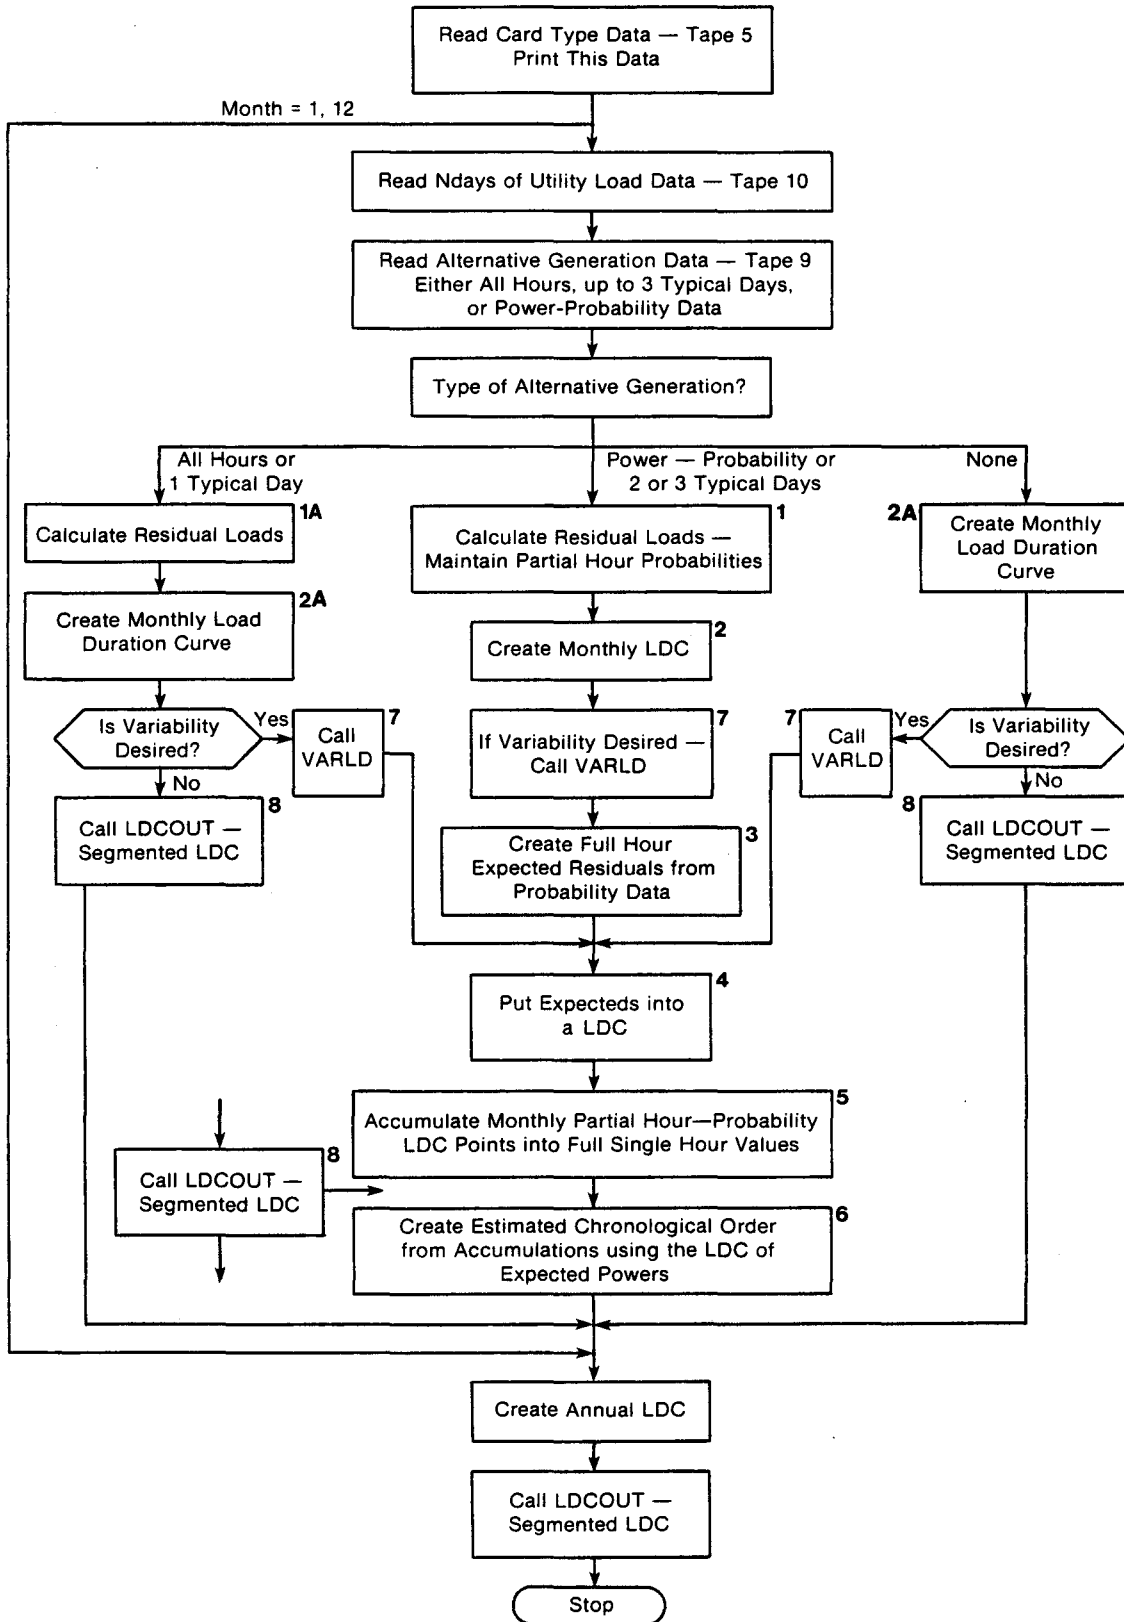 Read Card Type Data — Tape 5
Print This Data
Month = 1, 12
Read Ndays of Utility Load Data — Tape 10
Read Alternative Generation Data — Tape 9
Either All Hours, up to 3 Typical Days,
or Power-Probability Data
Type of Alternative Generation?
All Hours or
1 Typical Day
Power — Probability or
2 or 3 Typical Days
None
1A
Calculate Residual Loads
1
Calculate Residual Loads —
Maintain Partial Hour Probabilities
2A
Create Monthly
Load Duration
Curve
2A
Create Monthly Load
Duration Curve
2
Create Monthly LDC
Is Variability
Desired?
Yes
No
7
Call
VARLD
7
If Variability Desired —
Call VARLD
7
Call
VARLD
Yes
Is Variability
Desired?
No
8
Call LDCOUT —
Segmented LDC
3
Create Full Hour
Expected Residuals from
Probability Data
8
Call LDCOUT —
Segmented LDC
4
Put Expecteds into
a LDC
5
Accumulate Monthly Partial Hour—Probability
LDC Points into Full Single Hour Values
8
Call LDCOUT —
Segmented LDC
6
Create Estimated Chronological Order
from Accumulations using the LDC of
Expected Powers
Create Annual LDC
Call LDCOUT —
Segmented LDC
Stop